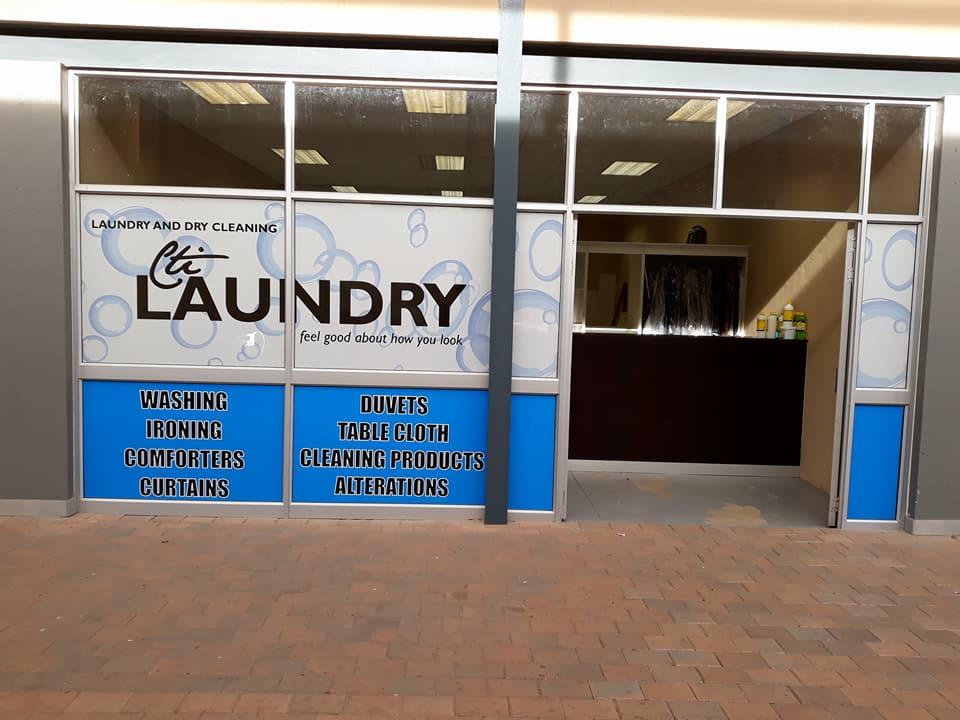 LAUNDRY AND DRY CLEANING
Cti
LAUNDRY
feel good about how you look
WASHING
IRONING
COMFORTERS
CURTAINS
DUVETS
TABLE CLOTH
CLEANING PRODUCTS
ALTERATIONS